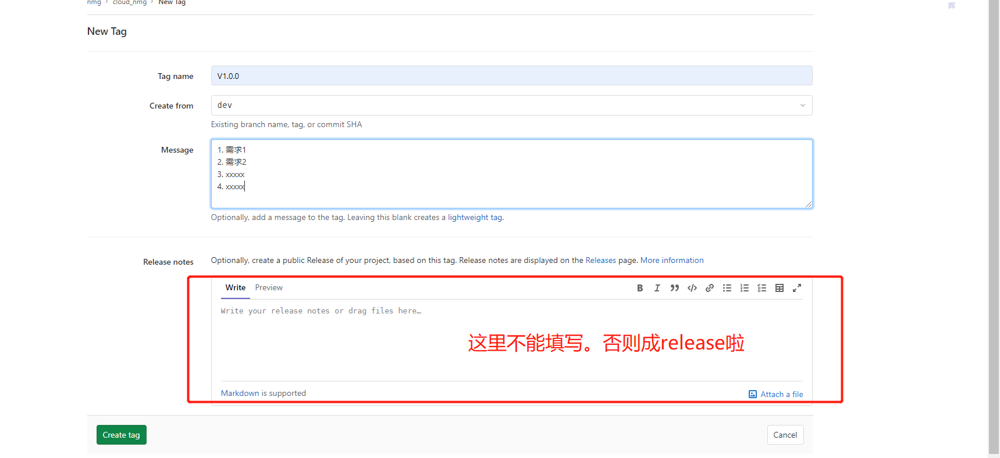 nmg > cloud_nmg > New Tag
辉
New Tag
Tag name
V1.0.0
Create from
dev
Existing branch name, tag, or commit SHA
Message
1. 需求1
2. 需求2
3. xxxxx
4. xxxxx
Optionally, add a message to the tag. Leaving this blank creates a lightweight tag.
Release notes
Optionally, create a public Release of your project, based on this tag. Release notes are displayed on the Releases page. More information
Write Preview
Write your release notes or drag files here…
这里不能填写。否则成release啦
Markdown is supported
Attach a file
Create tag
Cancel